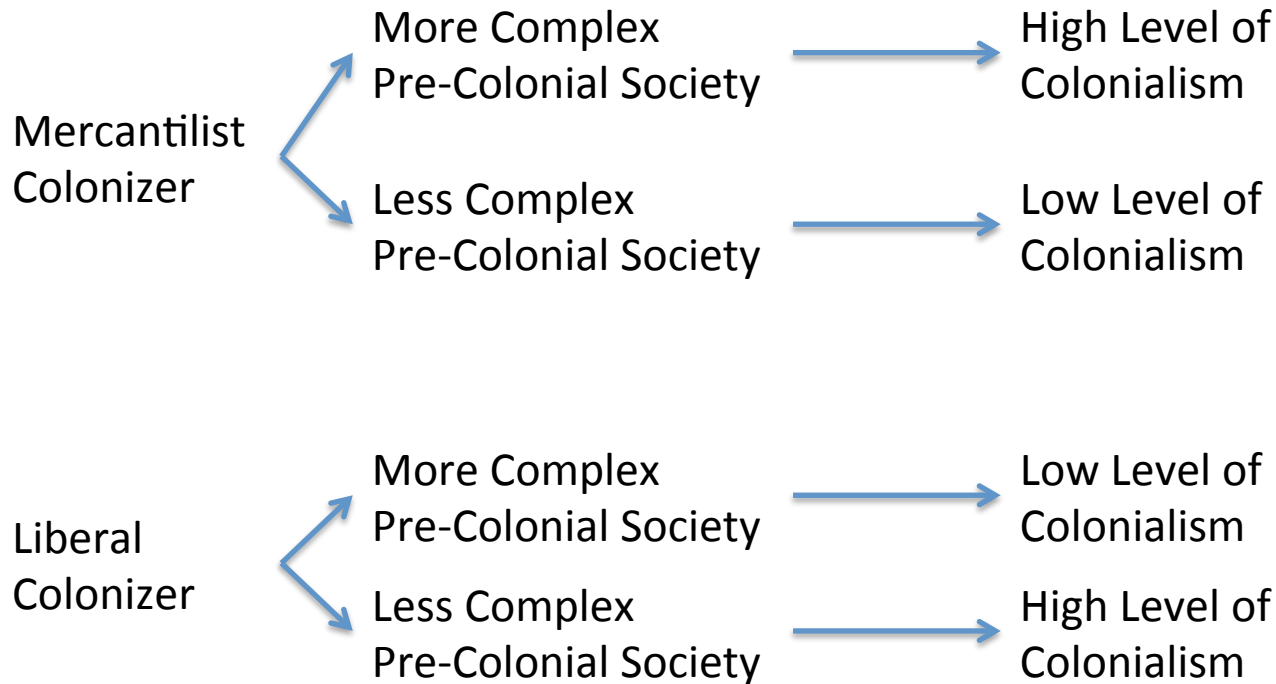 More Complex
Pre-Colonial Society
High Level of
Colonialism
Mercantilist
Colonizer
Less Complex
Pre-Colonial Society
Low Level of
Colonialism
More Complex
Pre-Colonial Society
Low Level of
Colonialism
Liberal
Colonizer
Less Complex
Pre-Colonial Society
High Level of
Colonialism